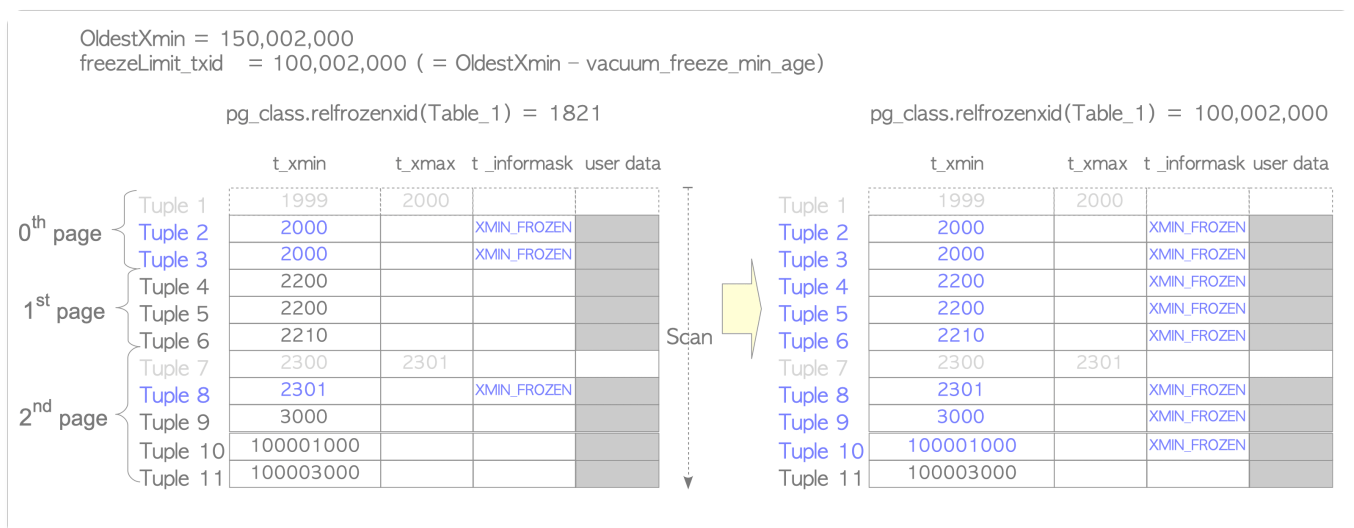 OldestXmin = 150,002,000
freezeLimit_txid = 100,002,000 ( = OldestXmin – vacuum_freeze_min_age)
pg_class.relfrozenxid(Table_1) = 1821
t_xmin t_xmax t _informask user data
0th page
Tuple 1 1999 2000
Tuple 2 2000 XMIN_FROZEN
Tuple 3 2000 XMIN_FROZEN
1st page
Tuple 4 2200
Tuple 5 2200
Tuple 6 2210
2nd page
Tuple 7 2300 2301
Tuple 8 2301 XMIN_FROZEN
Tuple 9 3000
Tuple 10 100001000
Tuple 11 100003000
Scan
pg_class.relfrozenxid(Table_1) = 100,002,000
t_xmin t_xmax t _informask user data
Tuple 1 1999 2000
Tuple 2 2000 XMIN_FROZEN
Tuple 3 2000 XMIN_FROZEN
Tuple 4 2200 XMIN_FROZEN
Tuple 5 2200 XMIN_FROZEN
Tuple 6 2210 XMIN_FROZEN
Tuple 7 2300 2301
Tuple 8 2301 XMIN_FROZEN
Tuple 9 3000 XMIN_FROZEN
Tuple 10 100001000 XMIN_FROZEN
Tuple 11 100003000